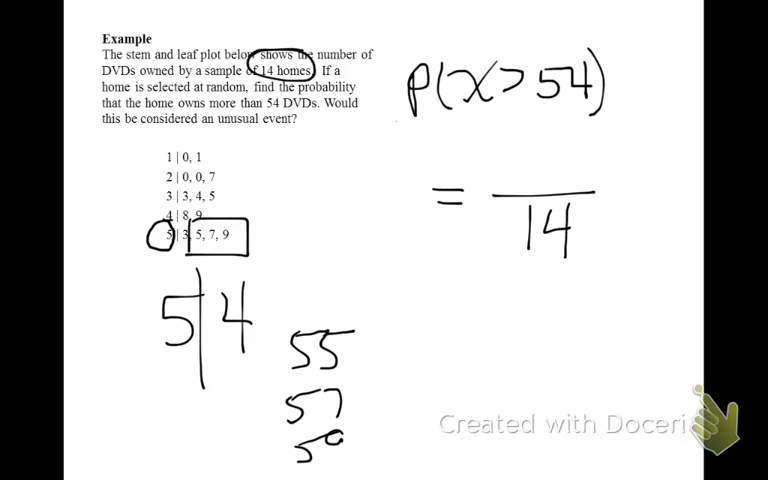 Example
The stem and leaf plot below shows the number of
DVDs owned by a sample of 14 homes. If a
home is selected at random, find the probability
that the home owns more than 54 DVDs. Would
this be considered an unusual event?
1 | 0, 1
2 | 0, 0, 7
3 | 3, 4, 5
4 | 8, 9
5 | 3, 5, 7, 9
5 | 4
55
57
59
P(x > 54)
=
14
Created with Doceri